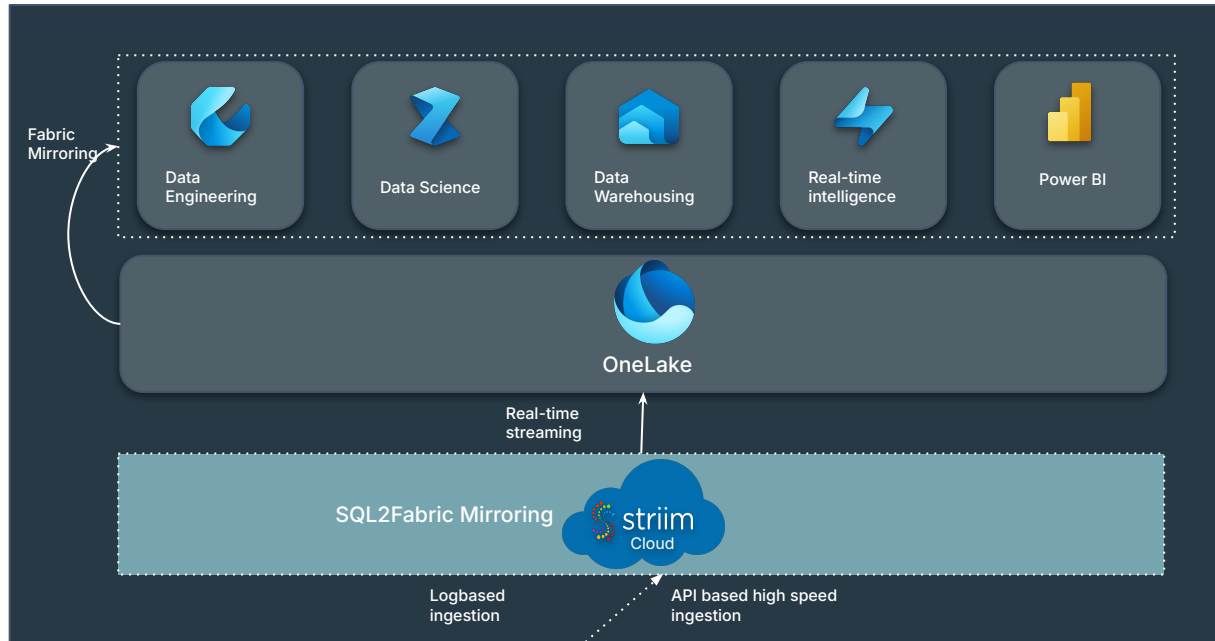 Fabric
Mirroring
Data
Engineering
Data Science
Data
Warehousing
Real-time
intelligence
Power BI
OneLake
Real-time
streaming
SQL2Fabric Mirroring
striim
Cloud
Logbased
ingestion
API based high speed
ingestion